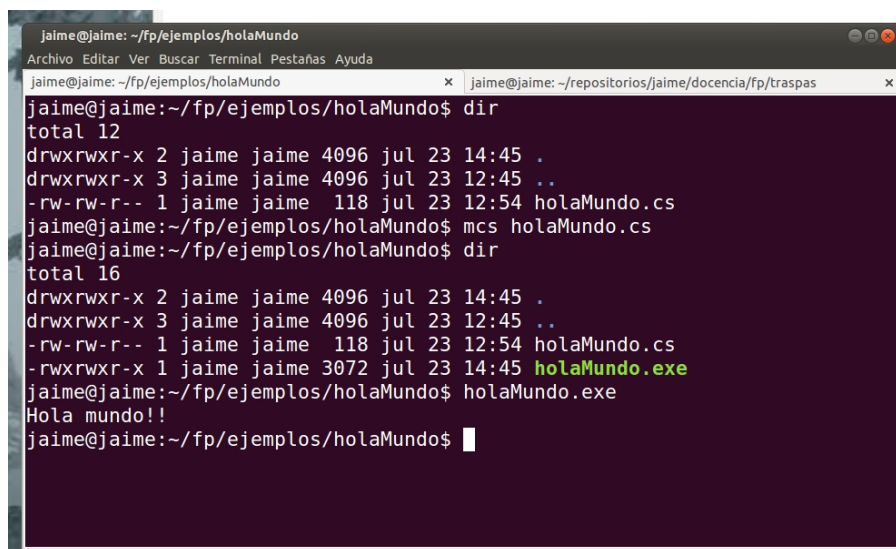 jaime@jaime: ~/fp/ejemplos/holaMundo
Archivo Editar Ver Buscar Terminal Pestañas Ayuda
jaime@jaime: ~/fp/ejemplos/holaMundo × jaime@jaime: ~/repositorios/jaime/docencia/fp/traspas ×
jaime@jaime:~/fp/ejemplos/holaMundo$ dir
total 12
drwxrwxr-x 2 jaime jaime 4096 jul 23 14:45 .
drwxrwxr-x 3 jaime jaime 4096 jul 23 12:45 ..
-rw-rw-r-- 1 jaime jaime  118 jul 23 12:54 holaMundo.cs
jaime@jaime:~/fp/ejemplos/holaMundo$ mcs holaMundo.cs
jaime@jaime:~/fp/ejemplos/holaMundo$ dir
total 16
drwxrwxr-x 2 jaime jaime 4096 jul 23 14:45 .
drwxrwxr-x 3 jaime jaime 4096 jul 23 12:45 ..
-rw-rw-r-- 1 jaime jaime  118 jul 23 12:54 holaMundo.cs
-rwxrwxr-x 1 jaime jaime 3072 jul 23 14:45 holaMundo.exe
jaime@jaime:~/fp/ejemplos/holaMundo$ holaMundo.exe
Hola mundo!!
jaime@jaime:~/fp/ejemplos/holaMundo$